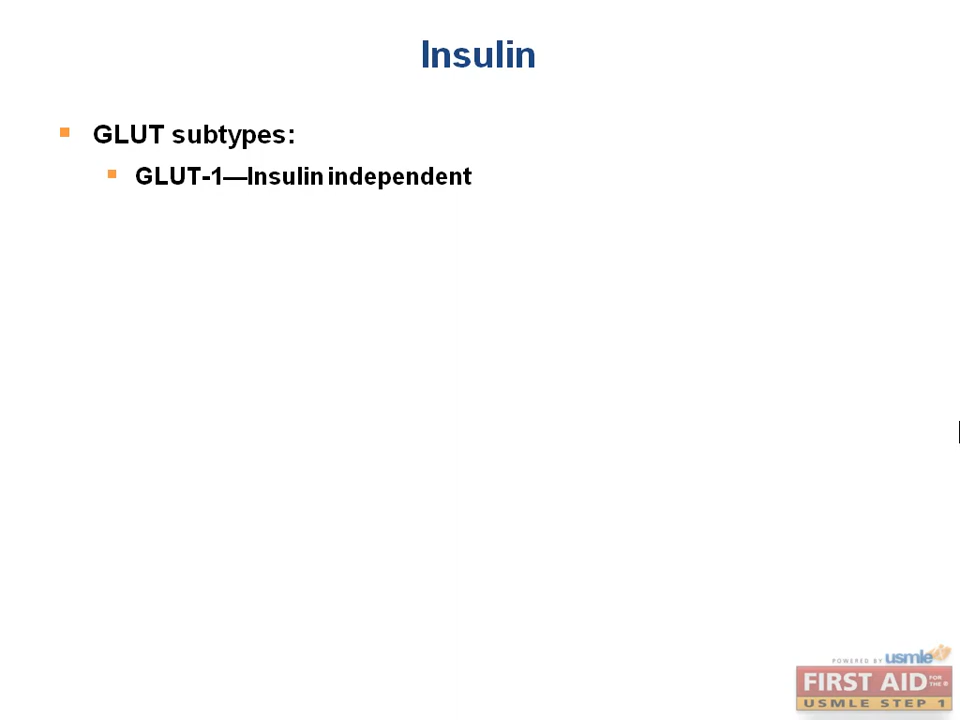 Insulin
GLUT subtypes:
GLUT-1—Insulin independent
POWERED BY usmle
FIRST AID FOR THE®
USMLE STEP 1